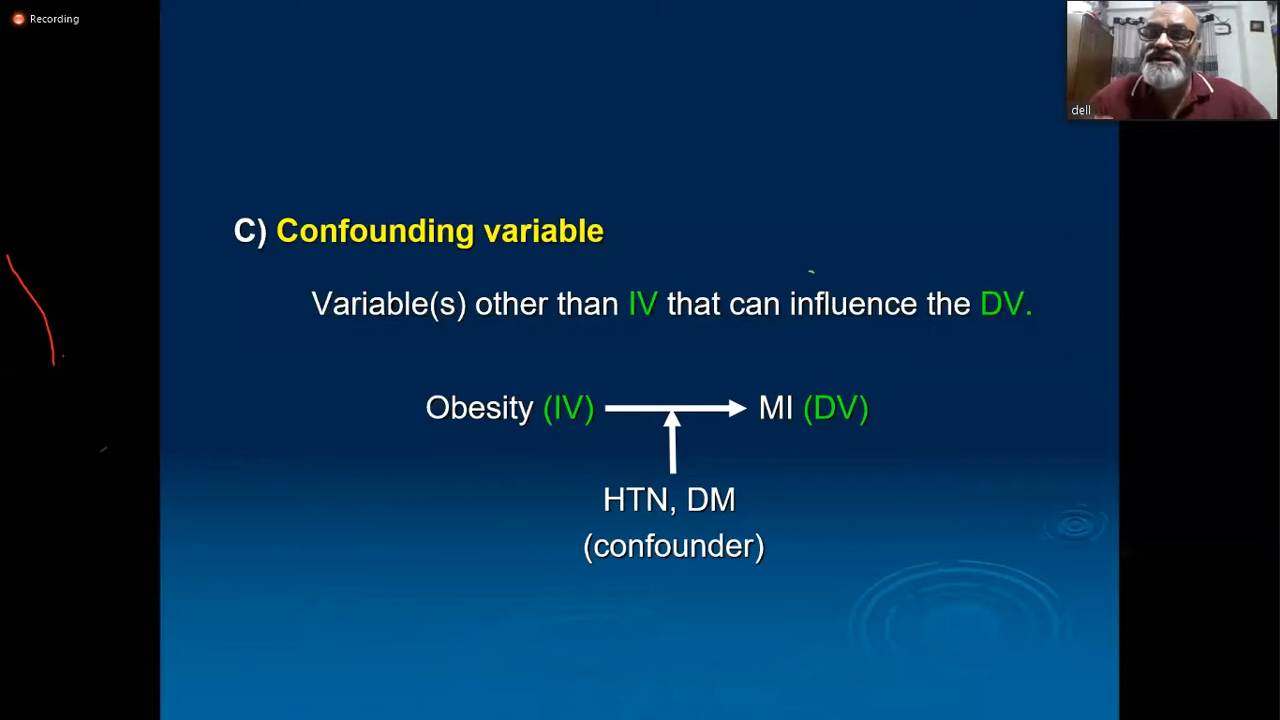 Recording
dell
C) Confounding variable
Variable(s) other than IV that can influence the DV.
Obesity (IV) MI (DV)
HTN, DM
(confounder)